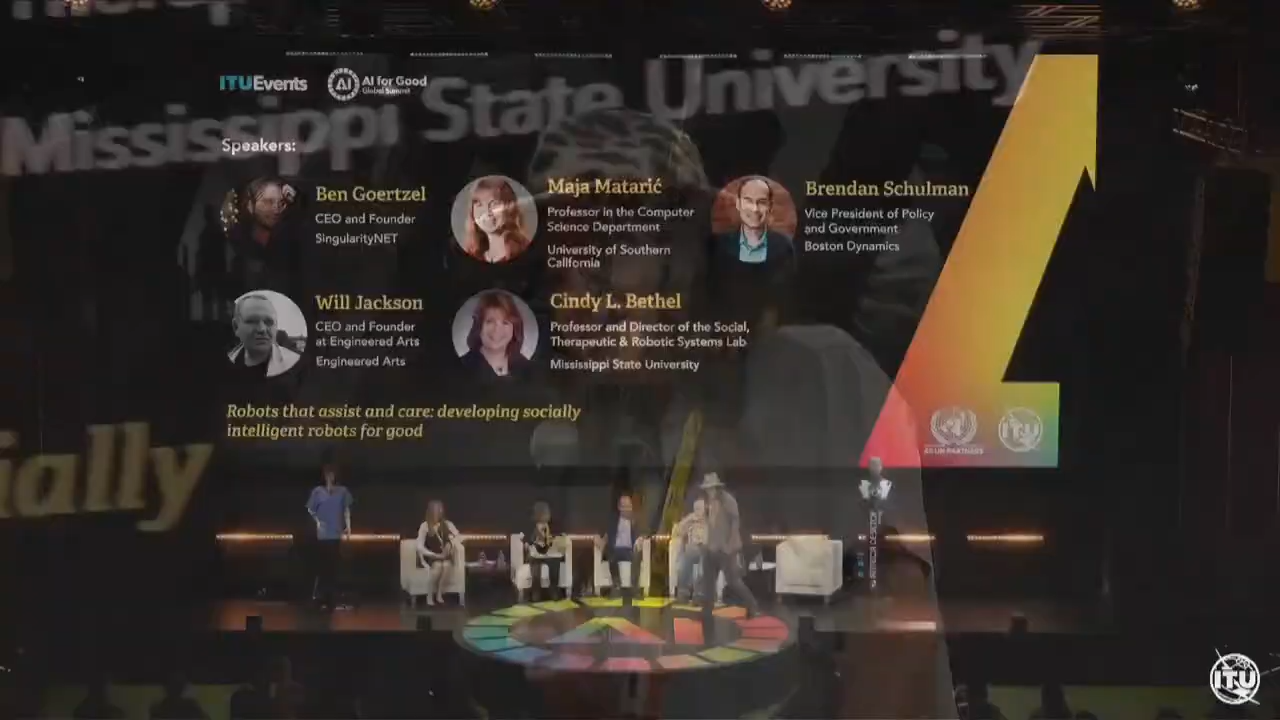 Mississippi State University
ITUEvents
AI
AI for Good
Global Summit
Speakers:
Ben Goertzel
CEO and Founder
SingularityNET
Maja Matarić
Professor in the Computer
Science Department
University of Southern
California
Brendan Schulman
Vice President of Policy
and Government
Boston Dynamics
Will Jackson
CEO and Founder
at Engineered Arts
Engineered Arts
Cindy L. Bethel
Professor and Director of the Social,
Therapeutic & Robotic Systems Lab
Mississippi State University
Robots that assist and care: developing socially
intelligent robots for good
ially
ITU
ITU